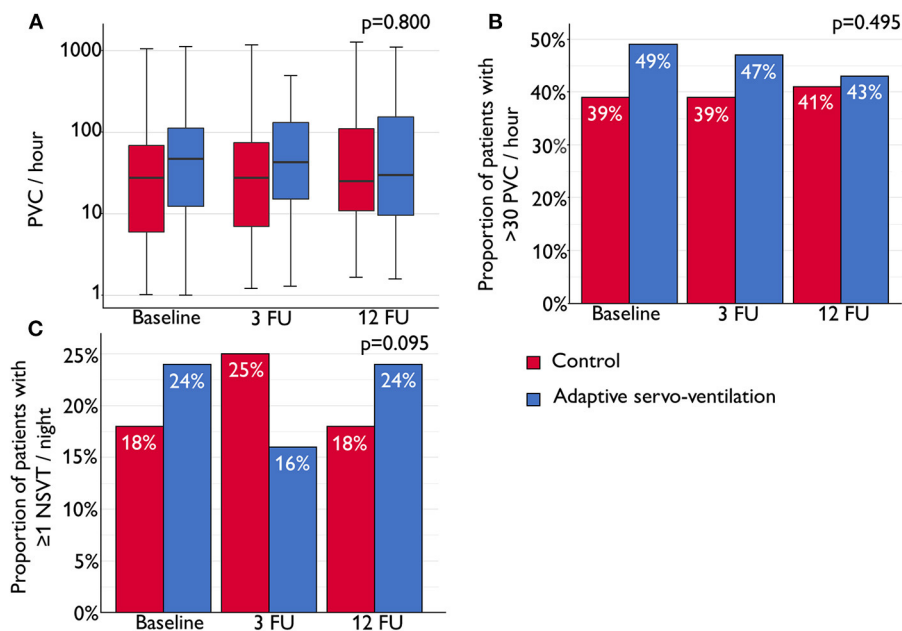 A
p=0.800
PVC / hour
1000
100
10
1
Baseline
3 FU
12 FU
B
p=0.495
Proportion of patients with
>30 PVC / hour
50%
40%
30%
20%
10%
0%
39%
49%
39%
47%
41%
43%
Baseline
3 FU
12 FU
C
p=0.095
Proportion of patients with
≥1 NSVT / night
25%
20%
15%
10%
5%
0%
18%
24%
25%
16%
18%
24%
Baseline
3 FU
12 FU
Control
Adaptive servo-ventilation